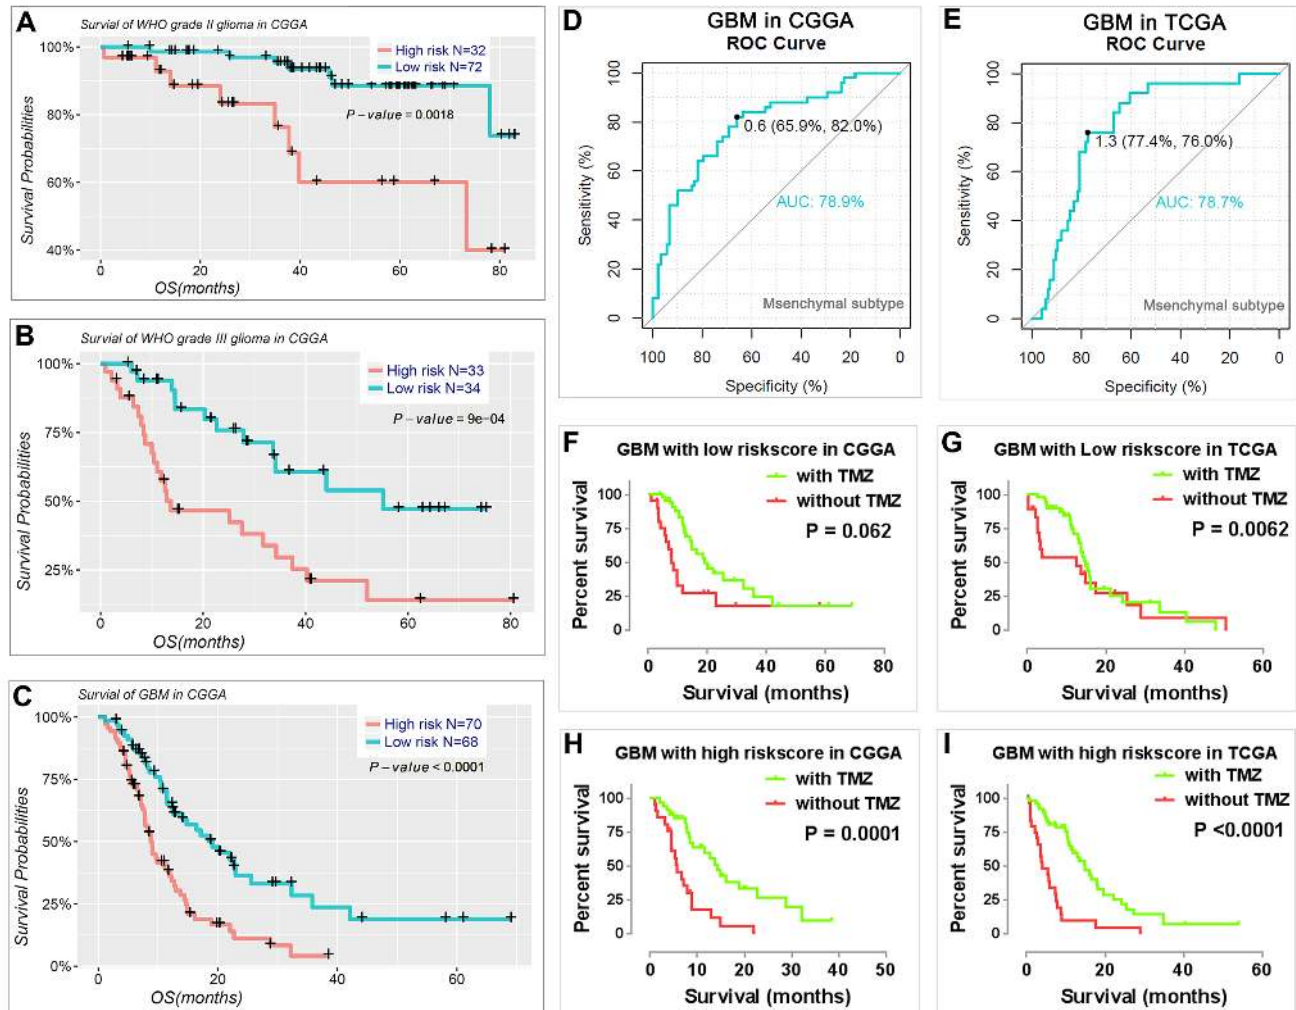 A
Survial of WHO grade II glioma in CGGA
High risk N=32
Low risk N=72
P-value = 0.0018
100%
80%
60%
40%
Survival Probabilities
0 20 40 60 80
OS(months)
B
Survial of WHO grade III glioma in CGGA
High risk N=33
Low risk N=34
P-value = 9e-04
100%
75%
50%
25%
Survival Probabilities
0 20 40 60 80
OS(months)
C
Survial of GBM in CGGA
High risk N=70
Low risk N=68
P-value < 0.0001
100%
75%
50%
25%
0%
Survival Probabilities
0 20 40 60
OS(months)
D
GBM in CGGA
ROC Curve
0.6 (65.9%, 82.0%)
AUC: 78.9%
Msenchymal subtype
Sensitivity (%)
100
80
60
40
20
0
100 80 60 40 20 0
Specificity (%)
E
GBM in TCGA
ROC Curve
1.3 (77.4%, 76.0%)
AUC: 78.7%
Msenchymal subtype
Sensitivity (%)
100
80
60
40
20
0
100 80 60 40 20 0
Specificity (%)
F
GBM with low riskscore in CGGA
with TMZ
without TMZ
P = 0.062
Percent survival
100
75
50
25
0
0 20 40 60 80
Survival (months)
G
GBM with Low riskscore in TCGA
with TMZ
without TMZ
P = 0.0062
Percent survival
100
75
50
25
0
0 20 40 60
Survival (months)
H
GBM with high riskscore in CGGA
with TMZ
without TMZ
P = 0.0001
Percent survival
100
75
50
25
0
0 10 20 30 40 50
Survival (months)
I
GBM with high riskscore in TCGA
with TMZ
without TMZ
P <0.0001
Percent survival
100
75
50
25
0
0 20 40 60
Survival (months)